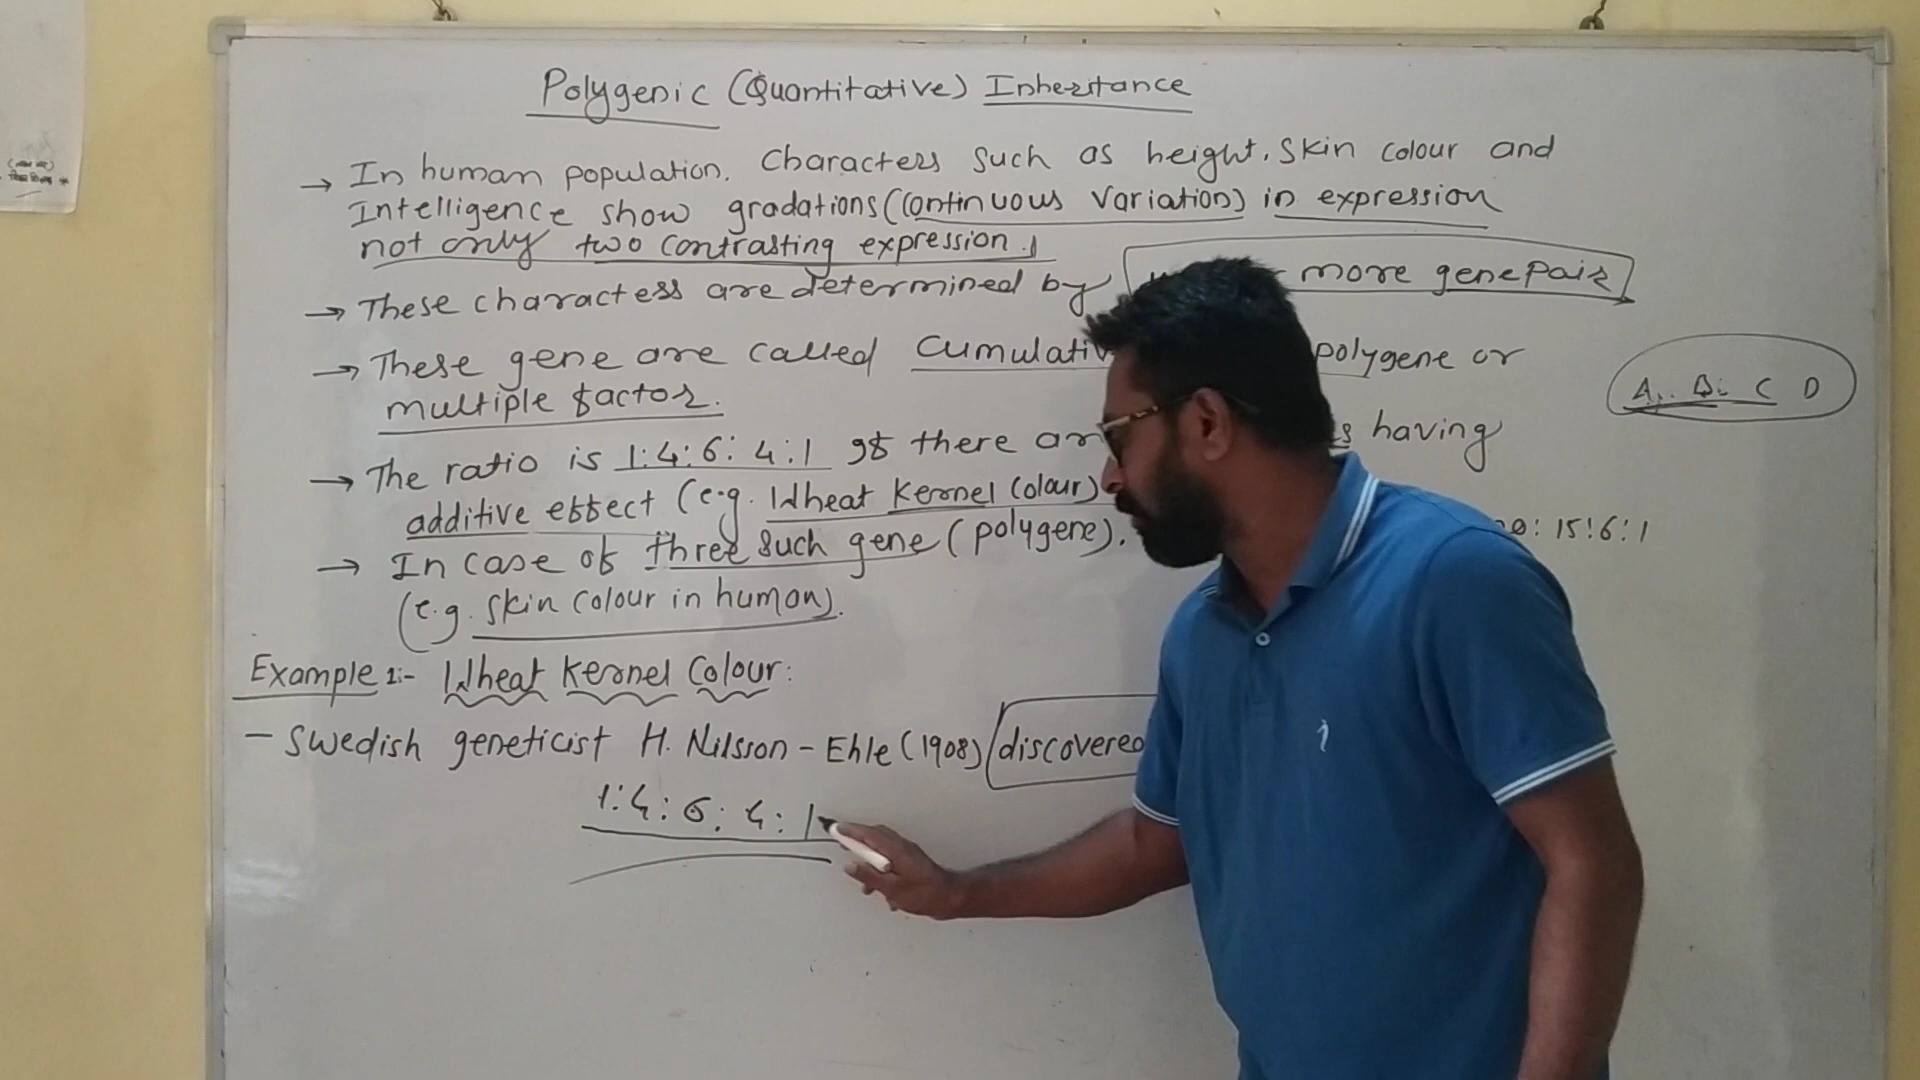 Polygenic (Quantitative) Inheritance
→ In human population. Characters such as height, skin colour and
Intelligence show gradations (Continuous Variation) in expression
not only two contrasting expression.
→ These characters are determined by more gene pair
→ These gene are called cumulative polygene or
multiple factor.
A B C D
→ The ratio is 1:4:6:4:1 If there are having
additive effect (e.g. Wheat Kernel Colour)
→ In case of three such gene (polygene). : 15:6:1
(e.g. skin colour in human).
Example 1:- Wheat Kernel Colour:
- Swedish geneticist H. Nilsson-Ehle (1908) discovered
1:4:6:4:1